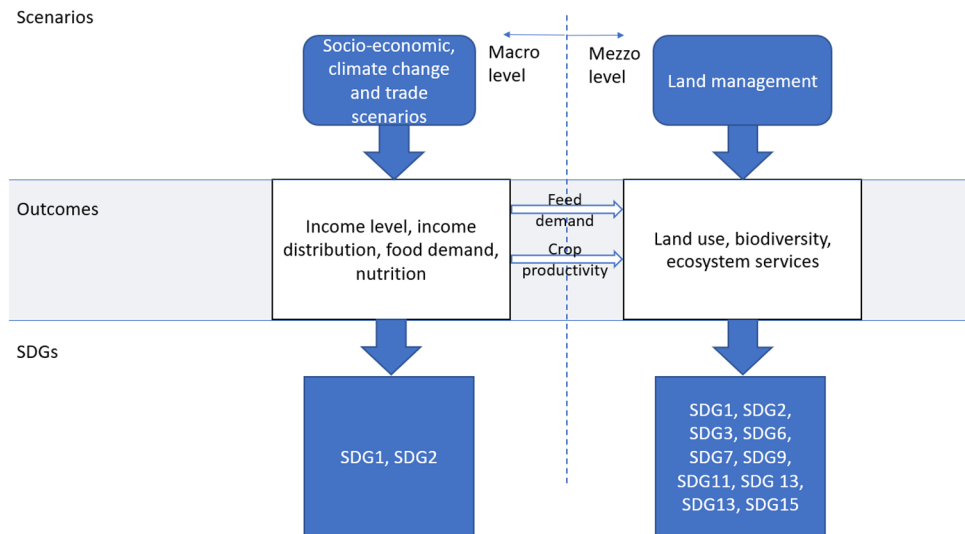 Scenarios
Socio-economic,
climate change
and trade
scenarios
Macro
level
Mezzo
level
Land management
Outcomes
Income level, income
distribution, food demand,
nutrition
Feed
demand
Crop
productivity
Land use, biodiversity,
ecosystem services
SDGs
SDG1, SDG2
SDG1, SDG2,
SDG3, SDG6,
SDG7, SDG9,
SDG11, SDG 13,
SDG13, SDG15